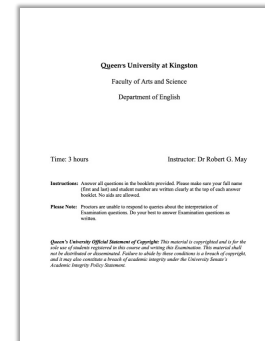 Queen's University at Kingston
Faculty of Arts and Science
Department of English
Time: 3 hours Instructor: Dr Robert G. May
Instructions: Answer all questions in the booklets provided. Please make sure your full name
(first and last) and student number are written clearly at the top of each answer
booklet. No aids are allowed.
Please Note: Proctors are unable to respond to queries about the interpretation of
Examination questions. Do your best to answer Examination questions as
written.
Queen's University Official Statement of Copyright: This material is copyrighted and is for the
sole use of students registered in this course and writing this Examination. This material shall
not be distributed or disseminated. Failure to abide by these conditions is a breach of copyright,
and it may also constitute a breach of academic integrity under the University Senate's
Academic Integrity Policy Statement.